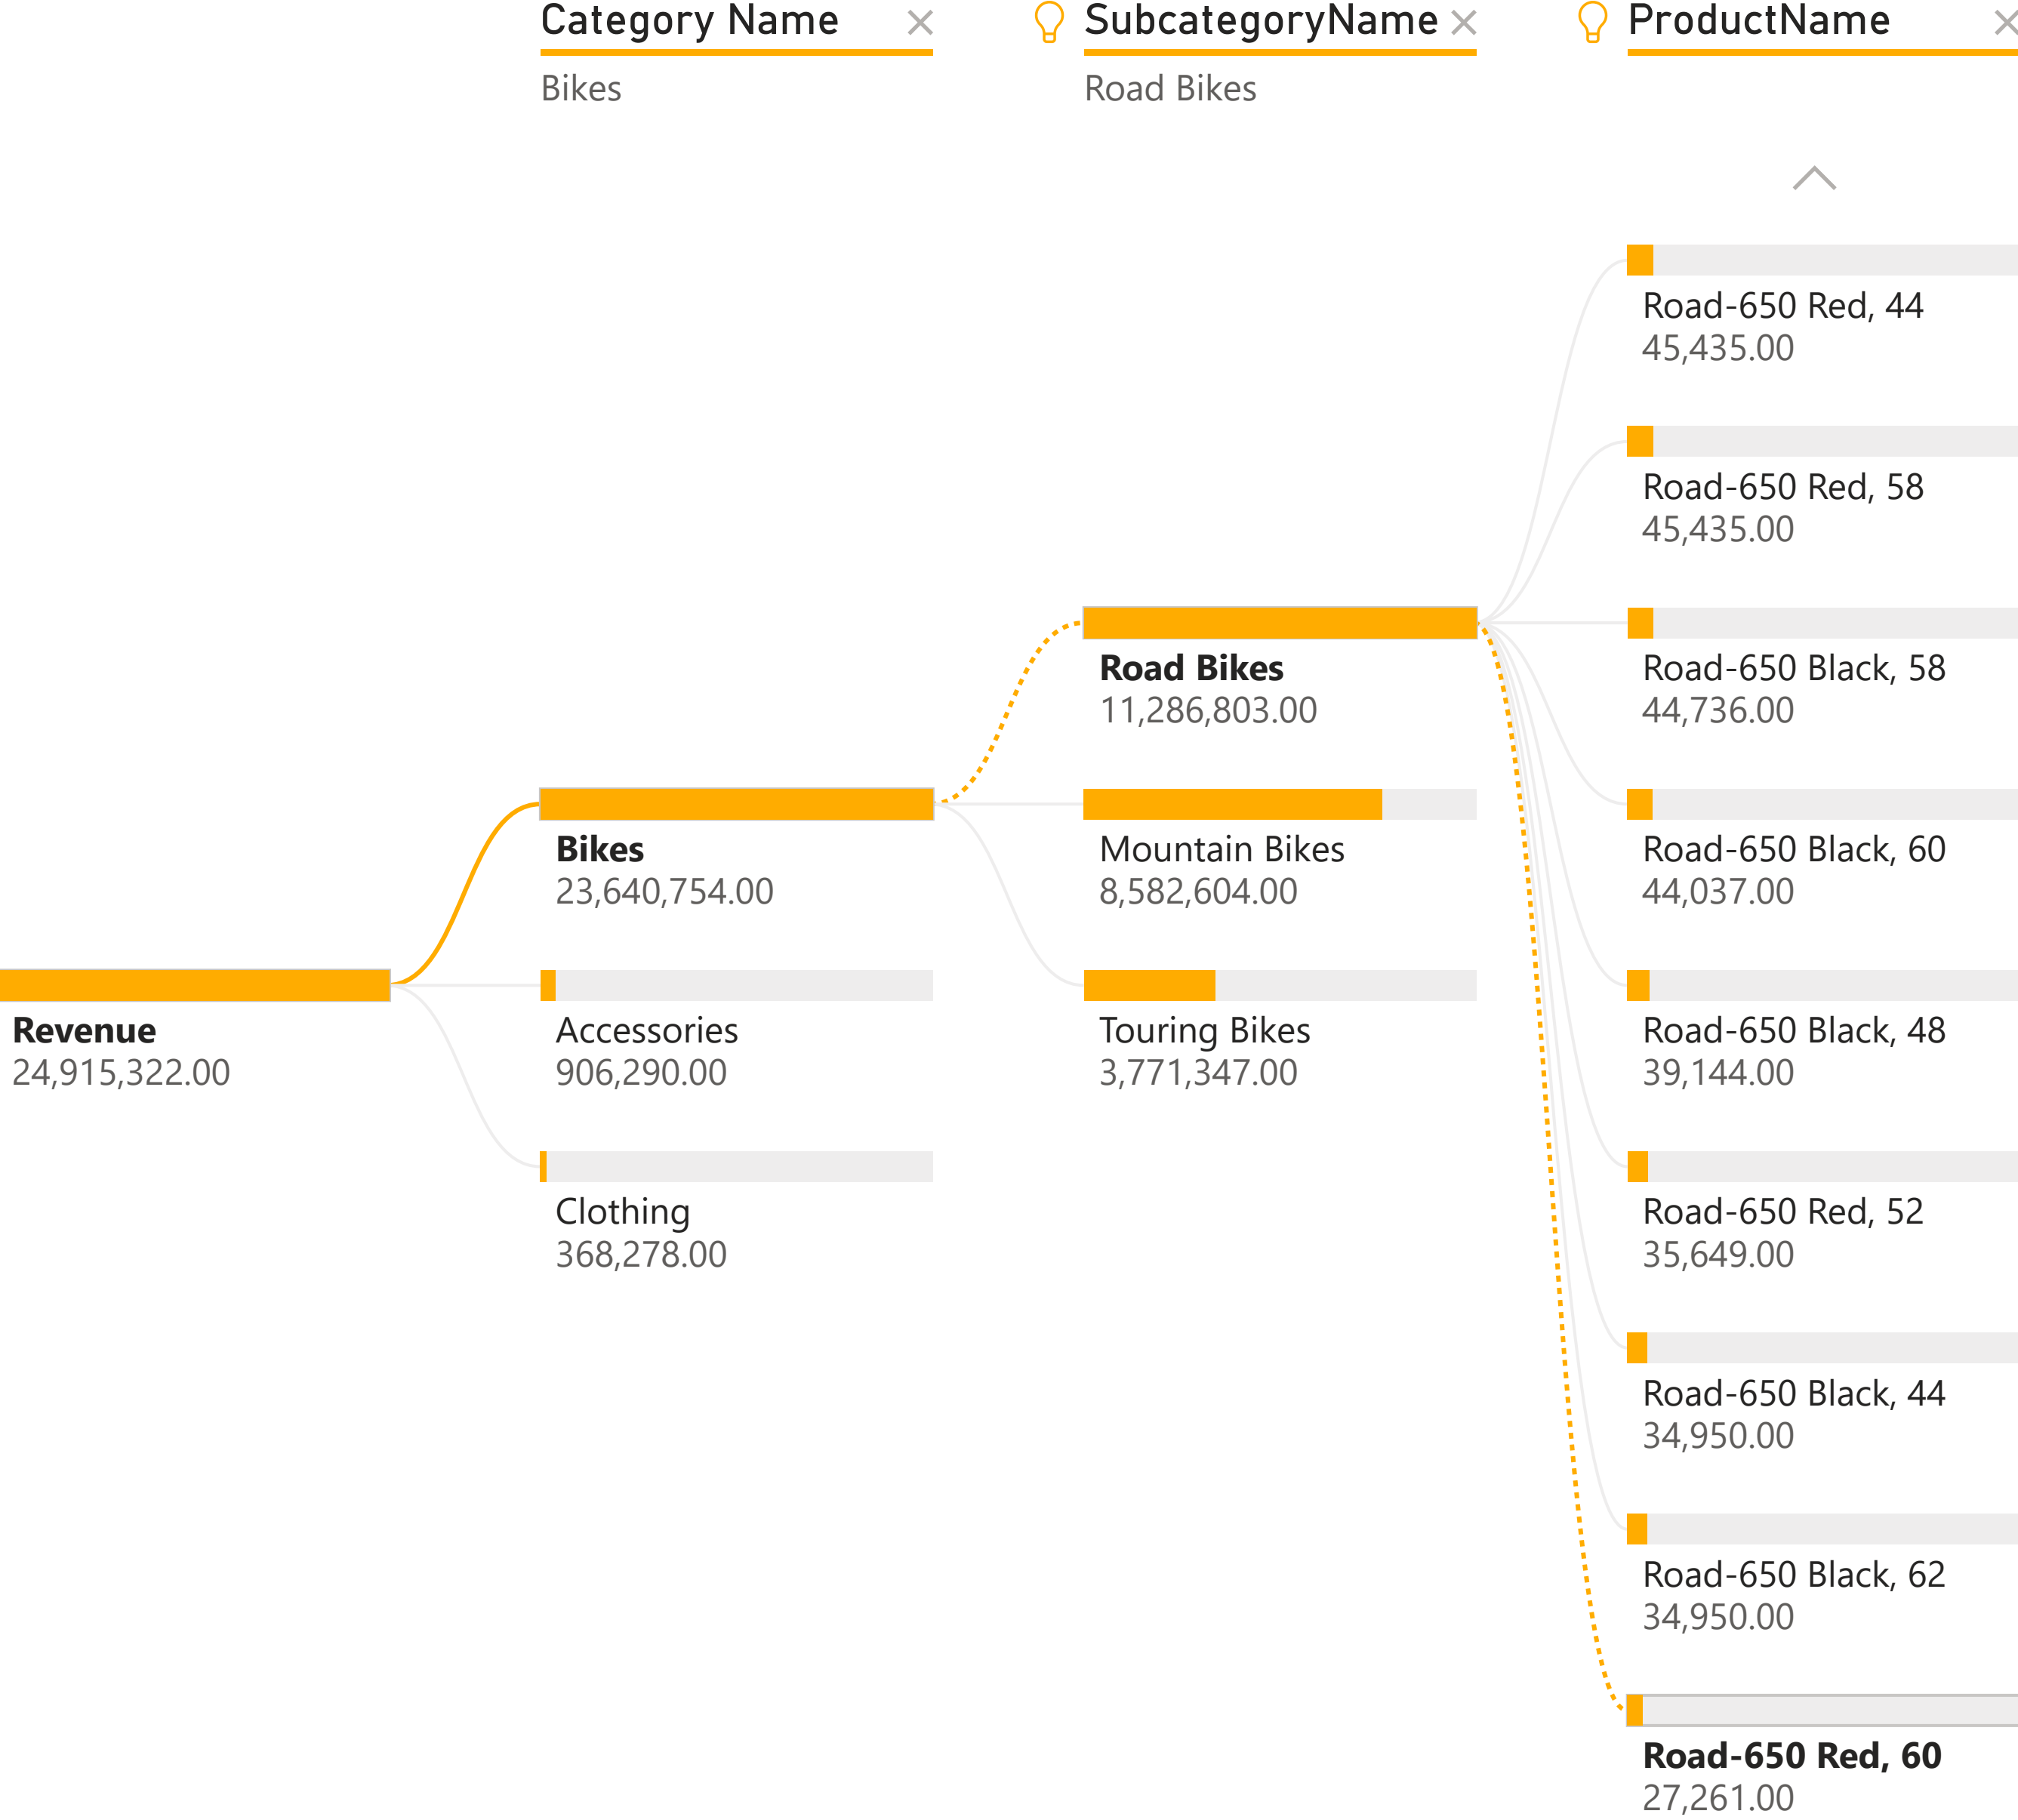 Category Name
SubcategoryName
ProductName
Bikes
Road Bikes
Revenue
24,915,322.00
Bikes
23,640,754.00
Accessories
906,290.00
Clothing
368,278.00
Road Bikes
11,286,803.00
Mountain Bikes
8,582,604.00
Touring Bikes
3,771,347.00
Road-650 Red, 44
45,435.00
Road-650 Red, 58
45,435.00
Road-650 Black, 58
44,736.00
Road-650 Black, 60
44,037.00
Road-650 Black, 48
39,144.00
Road-650 Red, 52
35,649.00
Road-650 Black, 44
34,950.00
Road-650 Black, 62
34,950.00
Road-650 Red, 60
27,261.00